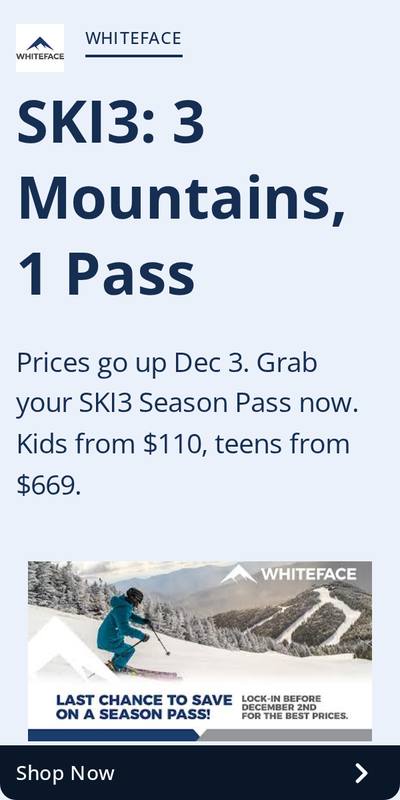 WHITEFACE
WHITEFACE
SKI3: 3
Mountains,
1 Pass
Prices go up Dec 3. Grab
your SKI3 Season Pass now.
Kids from $110, teens from
$669.
WHITEFACE
LAST CHANCE TO SAVE
ON A SEASON PASS!
LOCK-IN BEFORE
DECEMBER 2ND
FOR THE BEST PRICES.
Shop Now